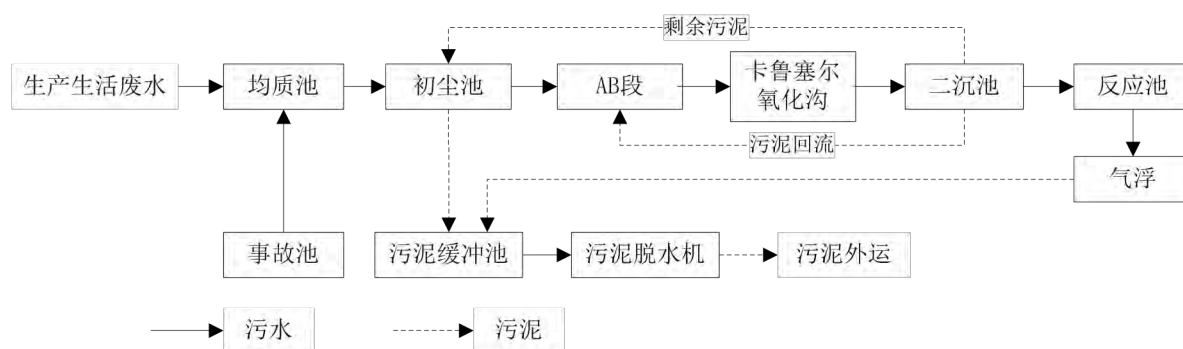 剩余污泥
生产生活废水
均质池
初尘池
AB段
卡鲁塞尔
氧化沟
二沉池
反应池
污泥回流
气浮
事故池
污泥缓冲池
污泥脱水机
污泥外运
污水
污泥